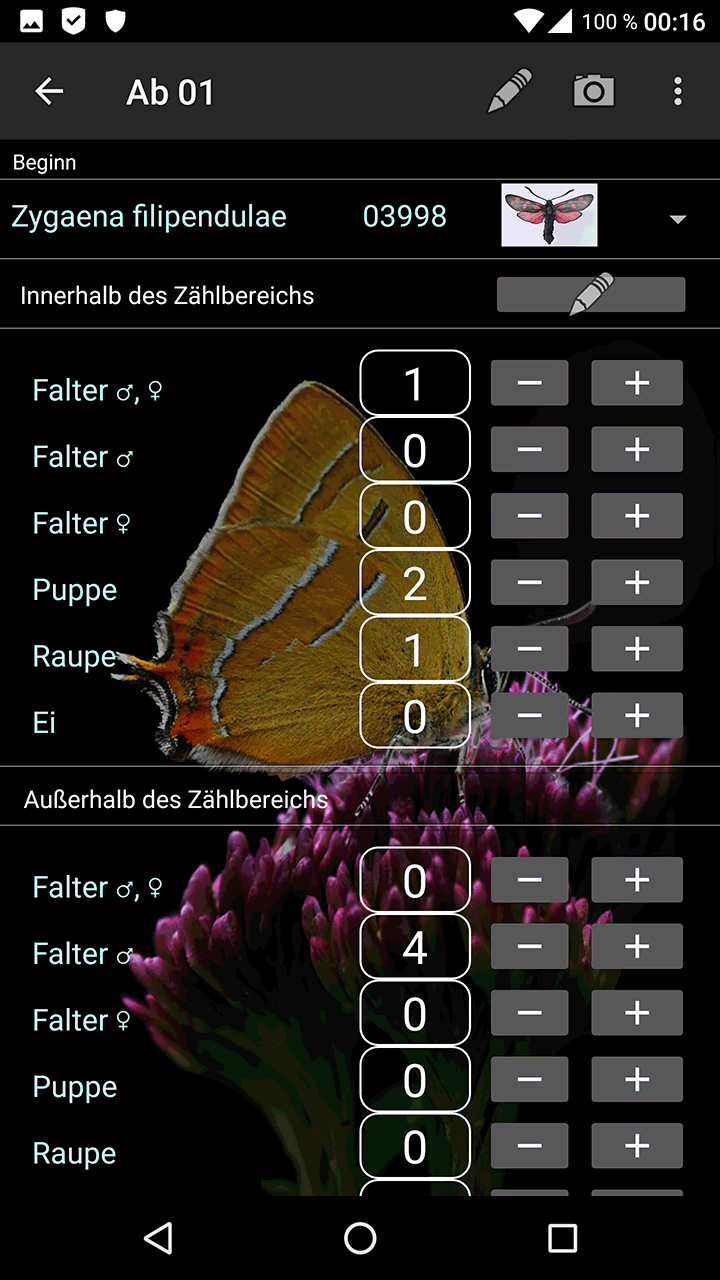 100 % 00:16
Ab 01
Beginn
Zygaena filipendulae 03998
Innerhalb des Zählbereichs
Falter ♂, ♀ 1 − +
Falter ♂ 0 − +
Falter ♀ 0 − +
Puppe 2 − +
Raupe 1 − +
Ei 0 − +
Außerhalb des Zählbereichs
Falter ♂, ♀ 0 − +
Falter ♂ 4 − +
Falter ♀ 0 − +
Puppe 0 − +
Raupe 0 − +